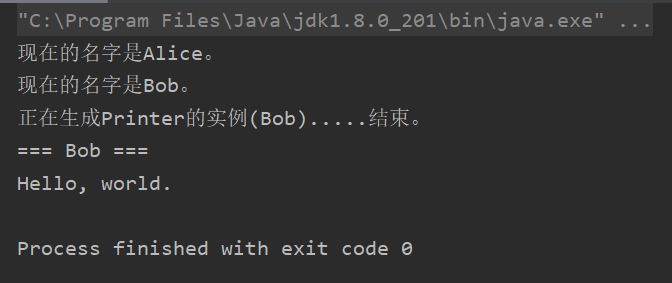 "C:\Program Files\Java\jdk1.8.0_201\bin\java.exe" ...
现在的名字是Alice。
现在的名字是Bob。
正在生成Printer的实例(Bob).....结束。
=== Bob ===
Hello, world.
Process finished with exit code 0